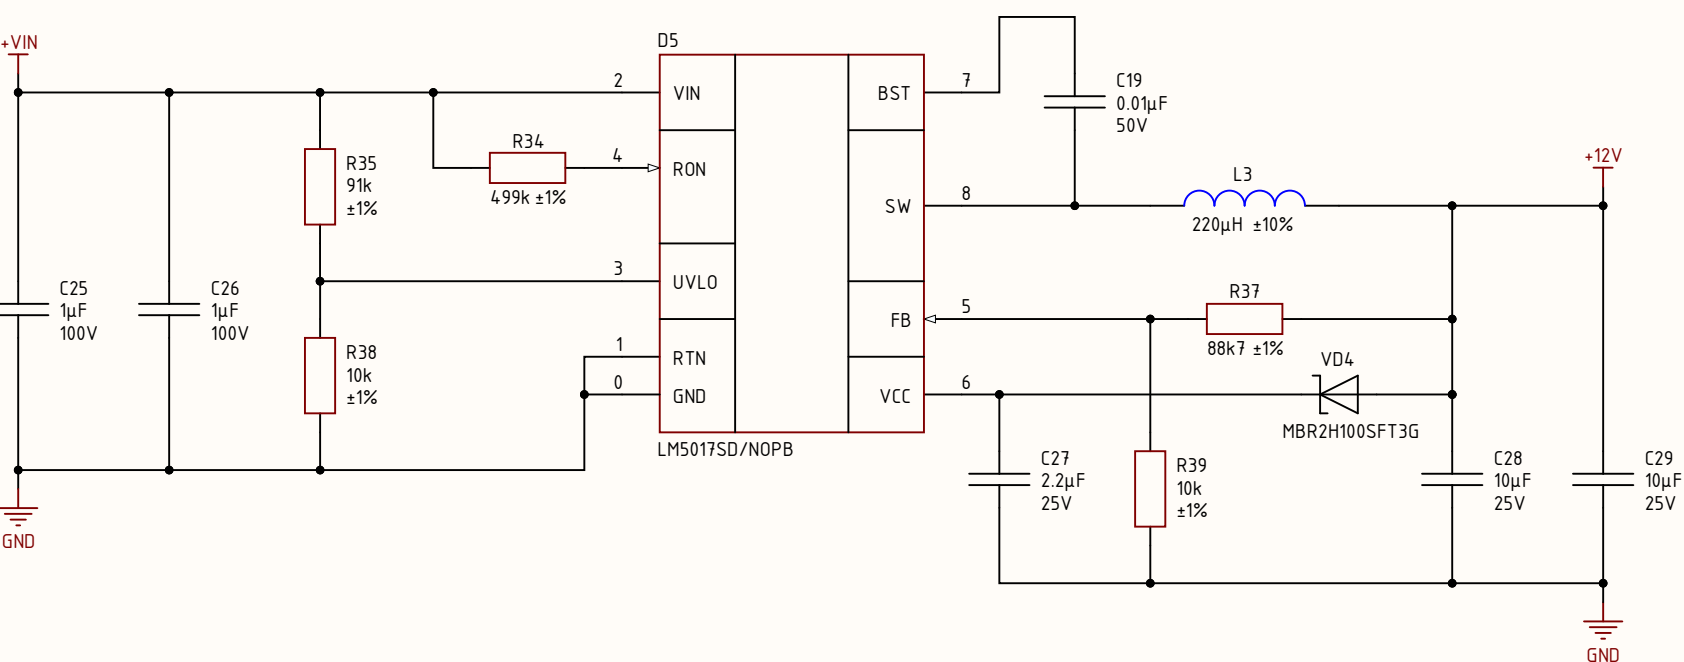 +VIN
D5
2
VIN
BST
7
C19
0.01µF
50V
R34
4
RON
499k ±1%
R35
91k
±1%
+12V
L3
8
SW
220µH ±10%
3
UVLO
C25
1µF
100V
C26
1µF
100V
R37
5
FB
88k7 ±1%
R38
10k
±1%
1
RTN
0
GND
VCC
6
VD4
MBR2H100SFT3G
LM5017SD/NOPB
C27
2.2µF
25V
R39
10k
±1%
C28
10µF
25V
C29
10µF
25V
GND
GND